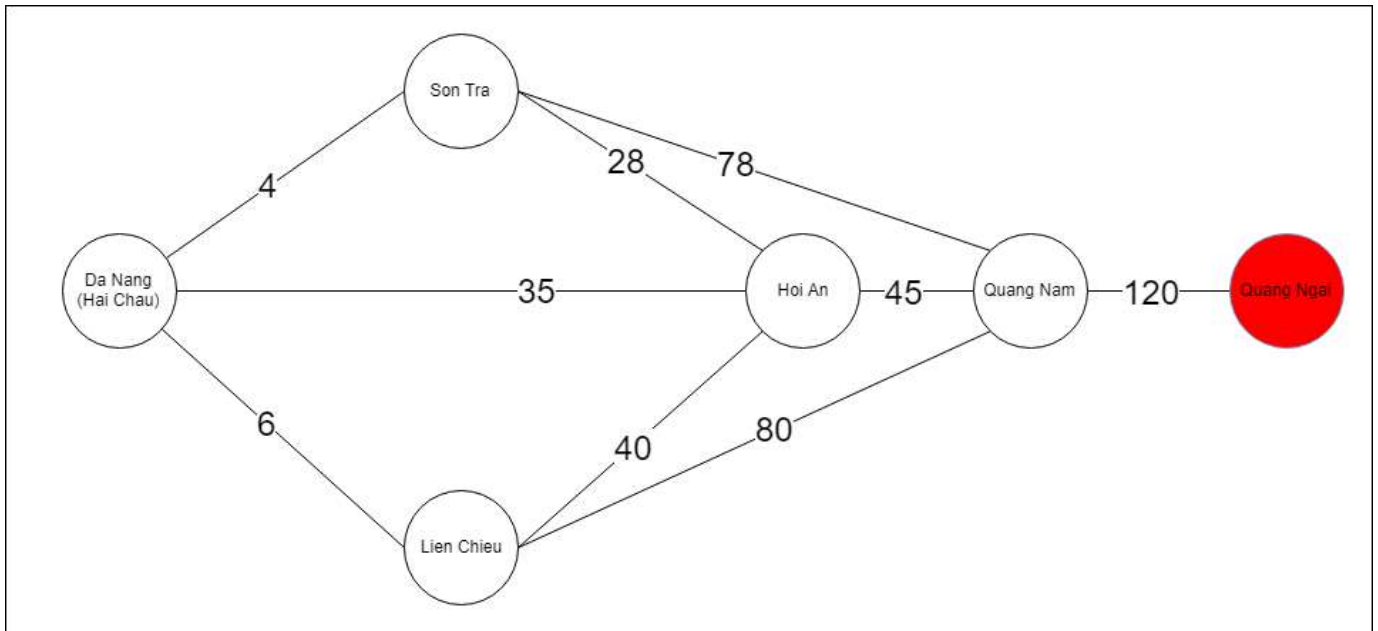 Son Tra
28
78
4
Da Nang
(Hai Chau)
35
Hoi An
45
Quang Nam
120
Quang Ngai
6
40
80
Lien Chieu